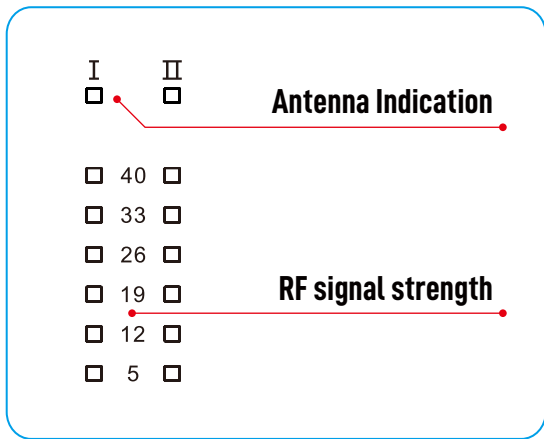 I II
Antenna Indication
40
33
26
19
RF signal strength
12
5